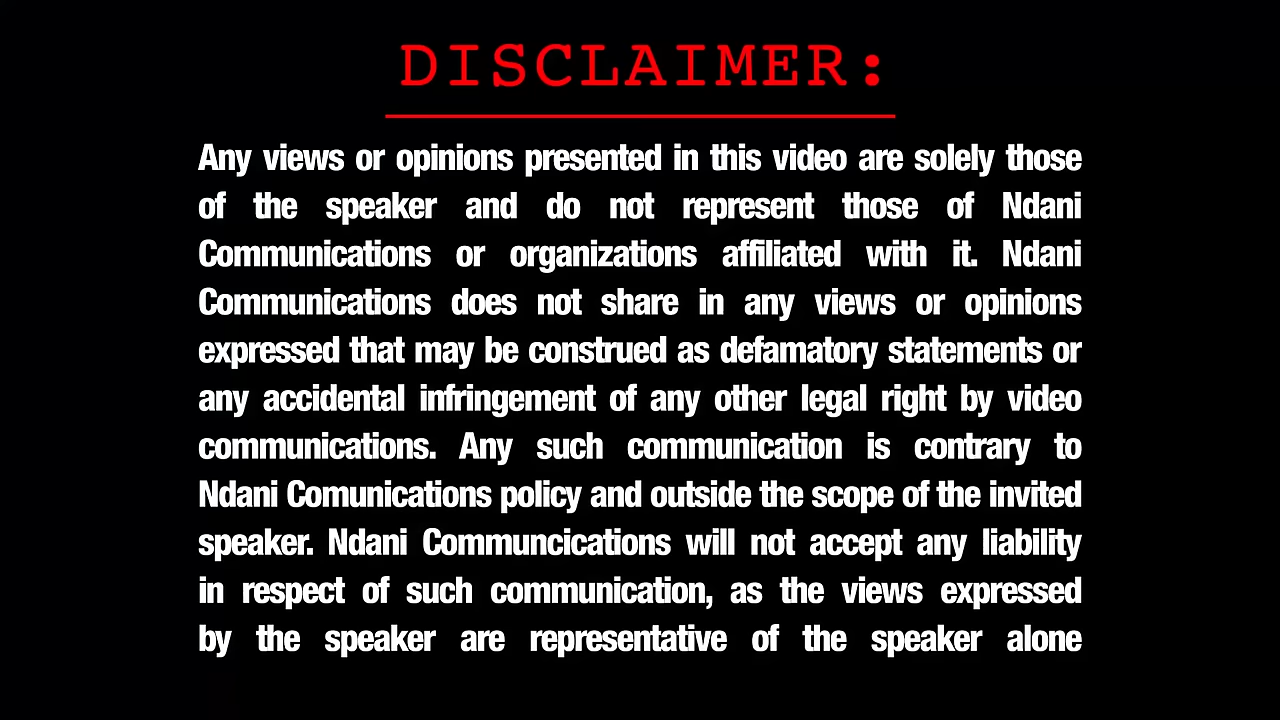 DISCLAIMER:
Any views or opinions presented in this video are solely those
of the speaker and do not represent those of Ndani
Communications or organizations affiliated with it. Ndani
Communications does not share in any views or opinions
expressed that may be construed as defamatory statements or
any accidental infringement of any other legal right by video
communications. Any such communication is contrary to
Ndani Comunications policy and outside the scope of the invited
speaker. Ndani Communcications will not accept any liability
in respect of such communication, as the views expressed
by the speaker are representative of the speaker alone